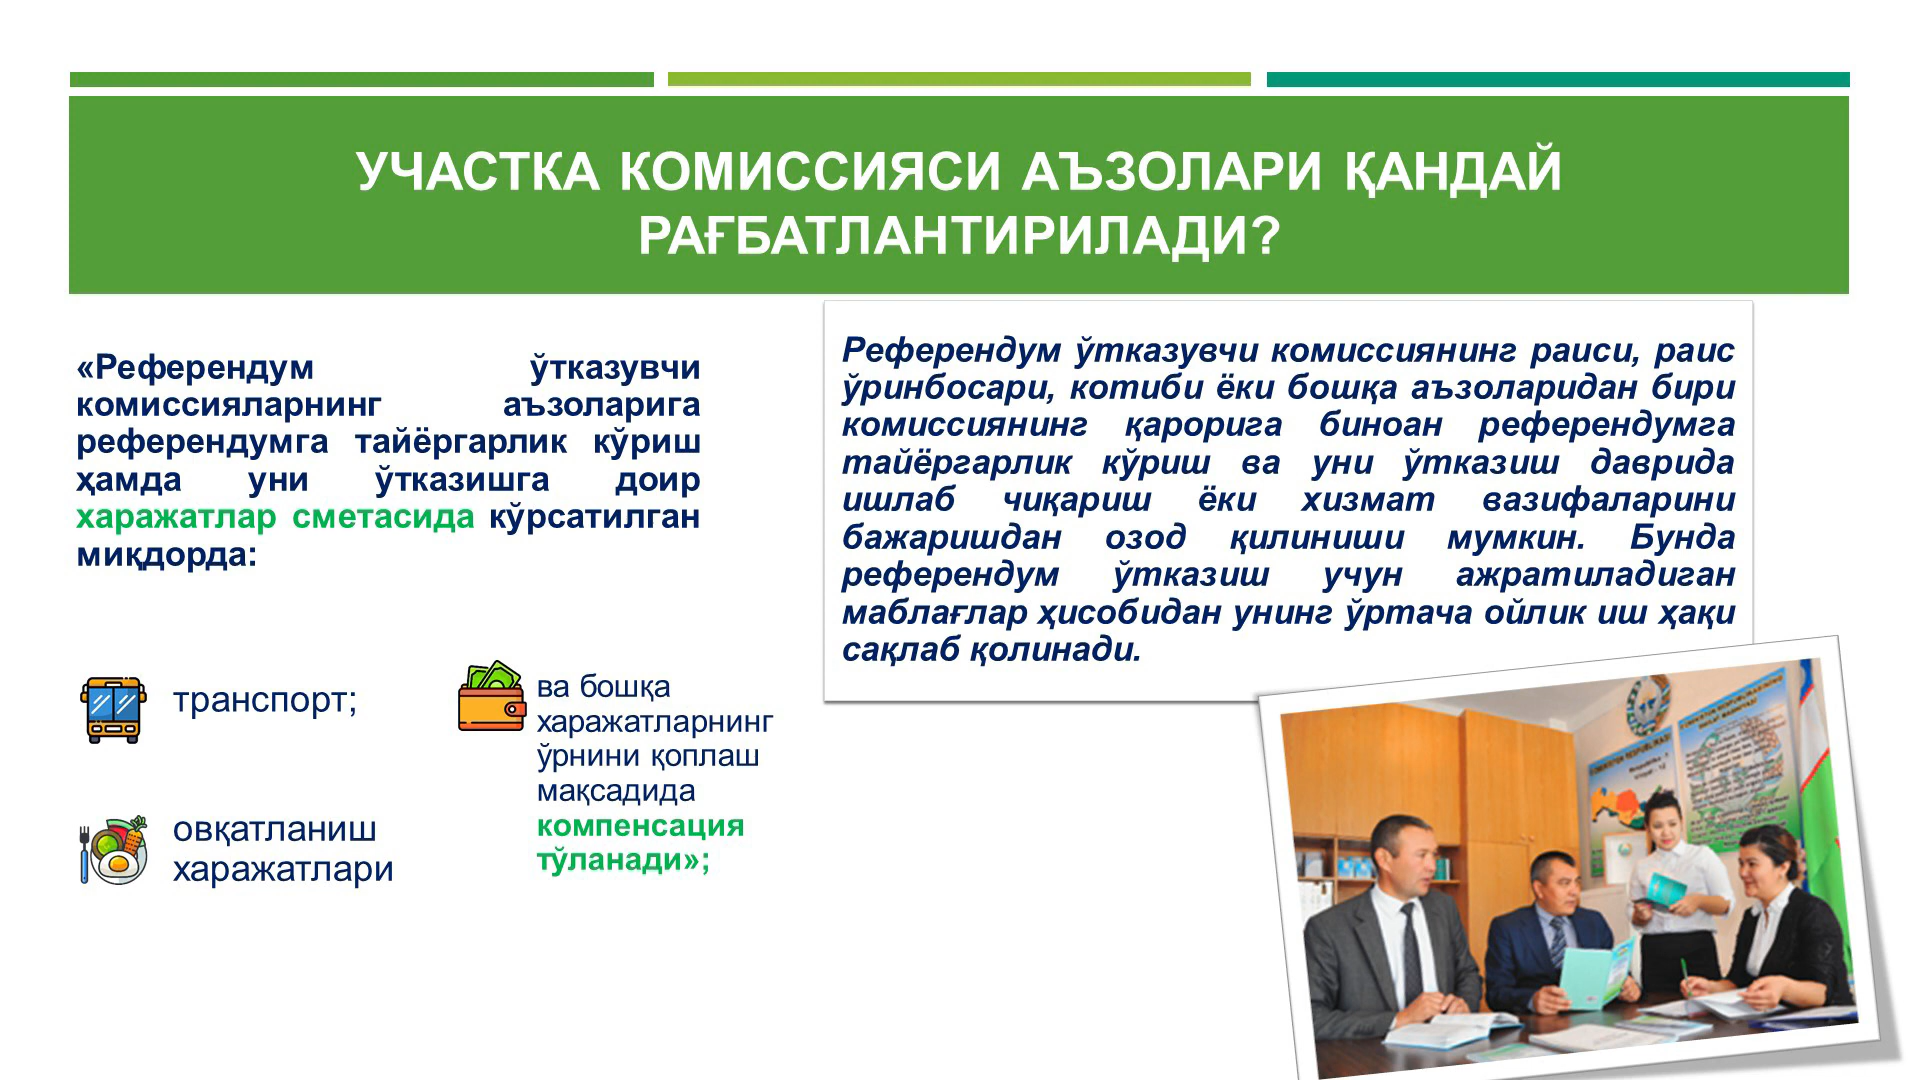 УЧАСТКА КОМИССИЯСИ АЪЗОЛАРИ ҚАНДАЙ
РАҒБАТЛАНТИРИЛАДИ?
«Референдум ўтказувчи
комиссияларнинг аъзоларига
референдумга тайёргарлик кўриш
ҳамда уни ўтказишга доир
харажатлар сметасида кўрсатилган
миқдорда:
транспорт;
овқатланиш
харажатлари
ва бошқа
харажатларнинг
ўрнини қоплаш
мақсадида
компенсация
тўланади»;
Референдум ўтказувчи комиссиянинг раиси, раис
ўринбосари, котиби ёки бошқа аъзоларидан бири
комиссиянинг қарорига биноан референдумга
тайёргарлик кўриш ва уни ўтказиш даврида
ишлаб чиқариш ёки хизмат вазифаларини
бажаришдан озод қилиниши мумкин. Бунда
референдум ўтказиш учун ажратиладиган
маблағлар ҳисобидан унинг ўртача ойлик иш ҳақи
сақлаб қолинади.